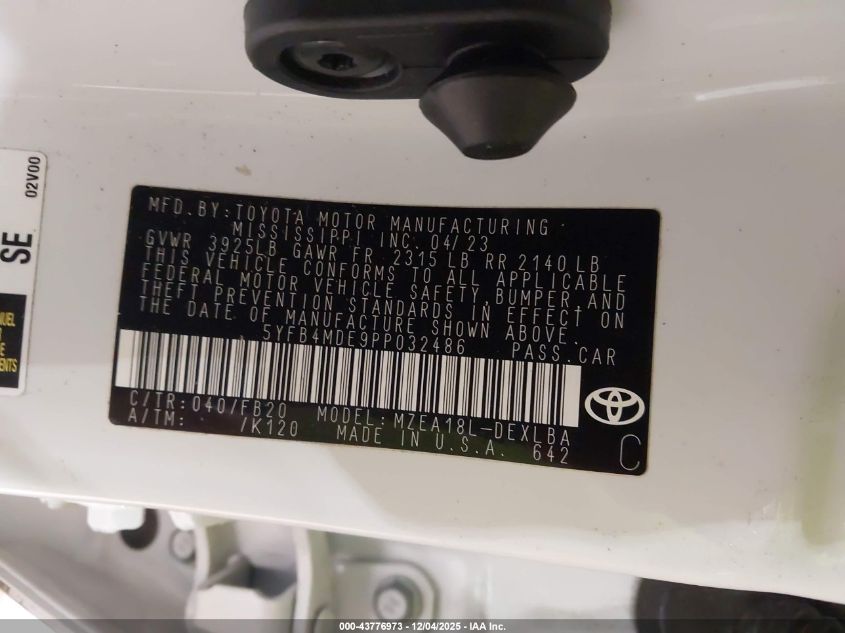 02V00
SE
MFD. BY: TOYOTA MOTOR MANUFACTURING
MISSISSIPPI INC. 04/23
GVWR 3925LB GAWR FR 2315 LB RR 2140 LB
THIS VEHICLE CONFORMS TO ALL APPLICABLE
FEDERAL MOTOR VEHICLE SAFETY, BUMPER AND
THEFT PREVENTION STANDARDS IN EFFECT ON
THE DATE OF MANUFACTURE SHOWN ABOVE.
5YFB4MDE9PP032486 PASS. CAR
C/TR: 040/FB20 MODEL: MZEA18L-DEXLBA
A/TM: /K120 MADE IN U.S.A. 642
C
000-43776973 - 12/04/2025 - IAA Inc.